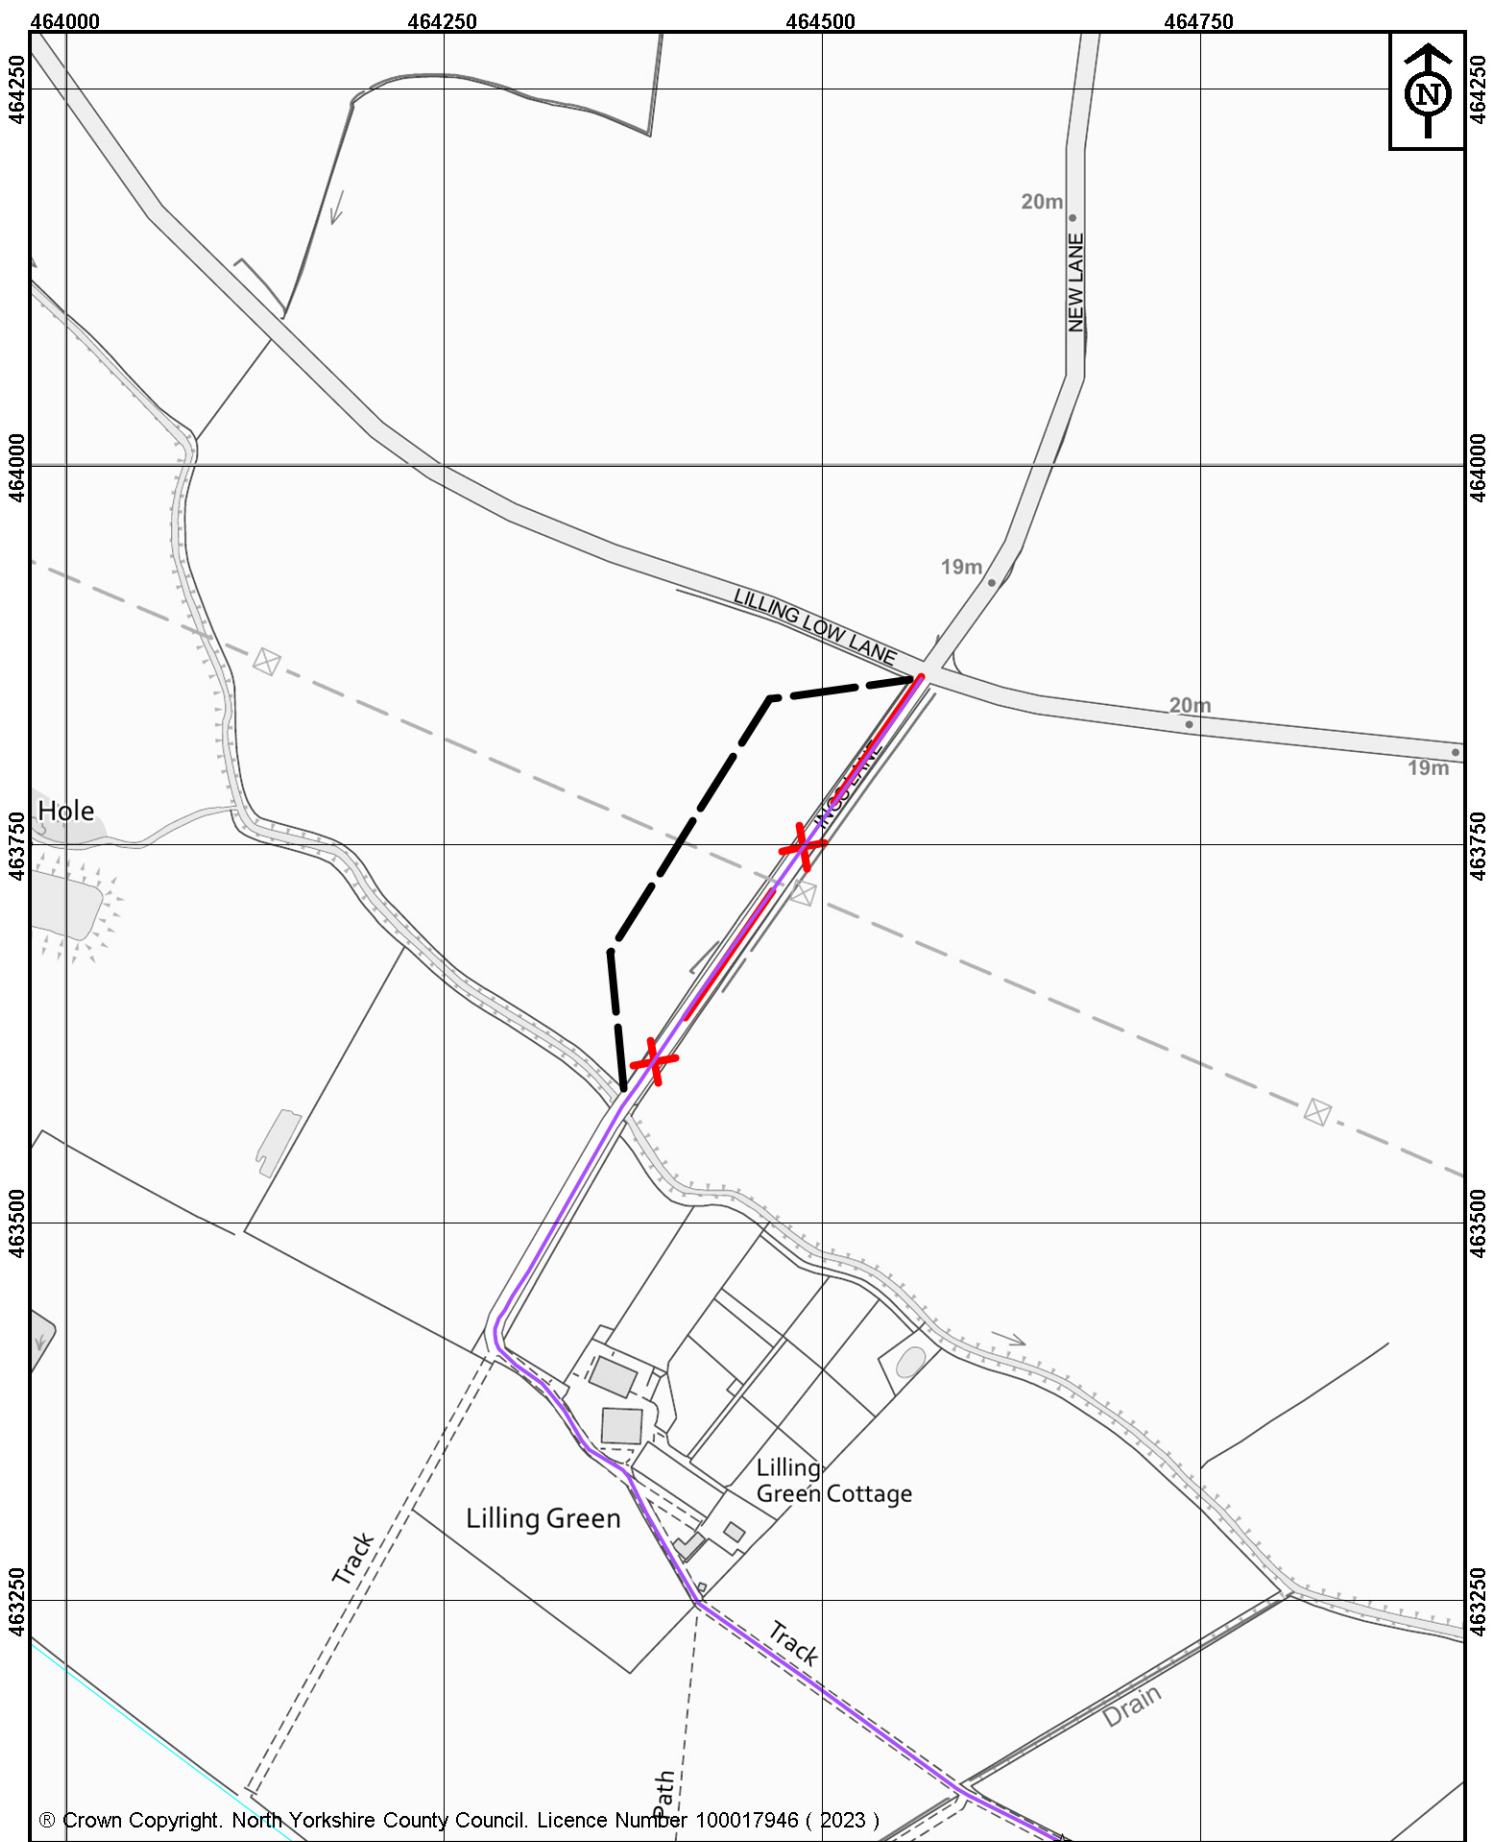 464000
464250
464500
464750
464250
464250
N
20m
NEW LANE
464000
464000
19m
LILLING LOW LANE
20m
19m
INGS LANE
Hole
463750
463750
463500
463500
Lilling
Green Cottage
Lilling Green
Track
463250
463250
Track
Drain
Path
® Crown Copyright. North Yorkshire County Council. Licence Number 100017946 ( 2023 )